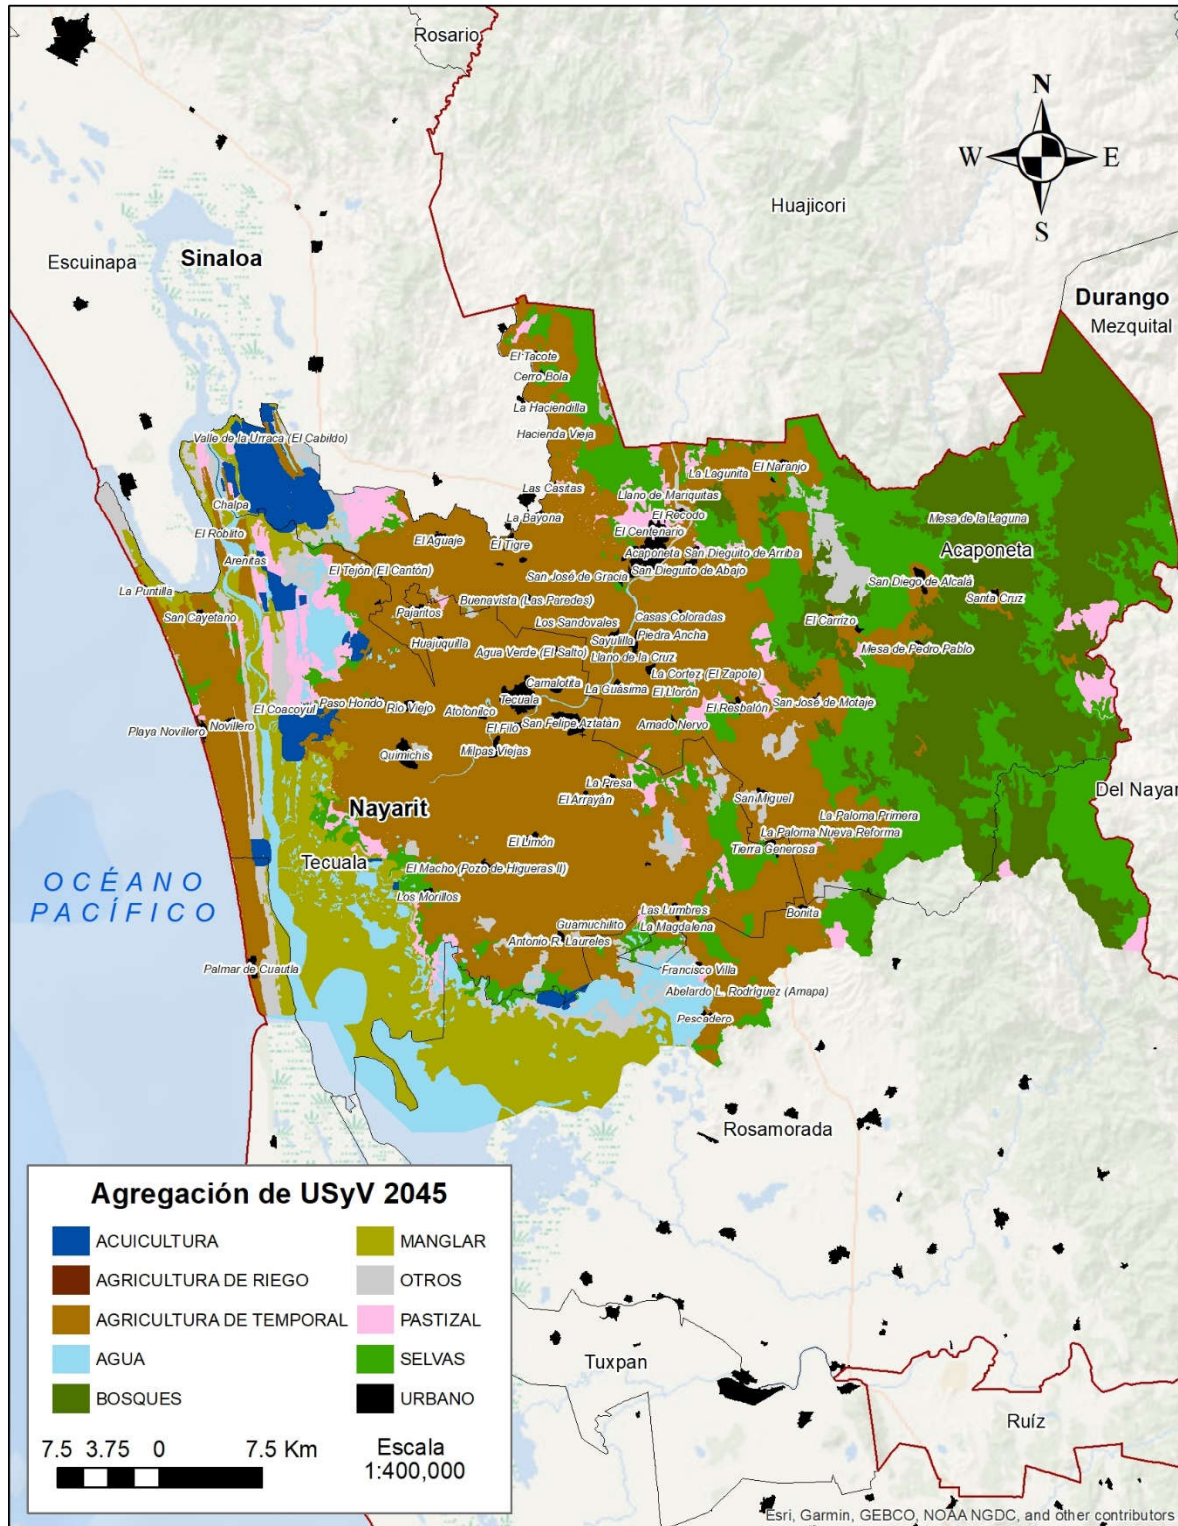 Rosario
N
W
E
S
Huajicori
Sinaloa
Escuinapa
Durango
Mezquital
El Tacote
Cerro Bola
La Haciendilla
Hacienda Vieja
Valle de la Urraca (El Cabildo)
La Lagunita
El Naranjo
Las Casitas
Llano de Mariquitas
Chalpa
La Bayona
El Recodo
Mesa de la Laguna
El Roblito
El Aguaje
El Tigre
El Centenario
Acaponeta
Arenitas
Acaponeta
San Dieguito de Arriba
El Tejón (El Cantón)
San José de Gracia
San Dieguito de Abajo
San Diego de Alcalá
La Puntilla
Buenavista (Las Paredes)
Santa Cruz
San Cayetano
Pajaritos
Los Sandovales
Casas Coloradas
El Carrizo
Huajuquilla
Sayulilla
Piedra Ancha
Agua Verde (El Salto)
Llano de la Cruz
Mesa de Pedro Pablo
Camalotita
La Guásima
La Cortez (El Zapote)
El Llorón
Tecuala
El Coacoyul
Paso Hondo
Río Viejo
Atotonilco
El Resbalón
San José de Motaje
Playa Novillero
Novillero
El Filo
San Felipe Aztatán
Amado Nervo
Quimichis
Milpas Viejas
La Presa
Del Nayar
El Arrayán
San Miguel
Nayarit
La Paloma Primera
La Paloma Nueva Reforma
El Limón
Tierra Generosa
Tecuala
El Macho (Pozo de Higueras II)
OCÉANO
PACÍFICO
Los Morillos
Las Lumbres
Bonita
Guamuchilito
La Magdalena
Antonio R. Laureles
Palmar de Cuautla
Francisco Villa
Abelardo L. Rodríguez (Amapa)
Pescadero
Rosamorada
Agregación de USyV 2045
ACUICULTURA
MANGLAR
AGRICULTURA DE RIEGO
OTROS
AGRICULTURA DE TEMPORAL
PASTIZAL
AGUA
SELVAS
BOSQUES
URBANO
7.5 3.75 0 7.5 Km
Escala
1:400,000
Tuxpan
Ruíz
Esri, Garmin, GEBCO, NOAA NGDC, and other contributors